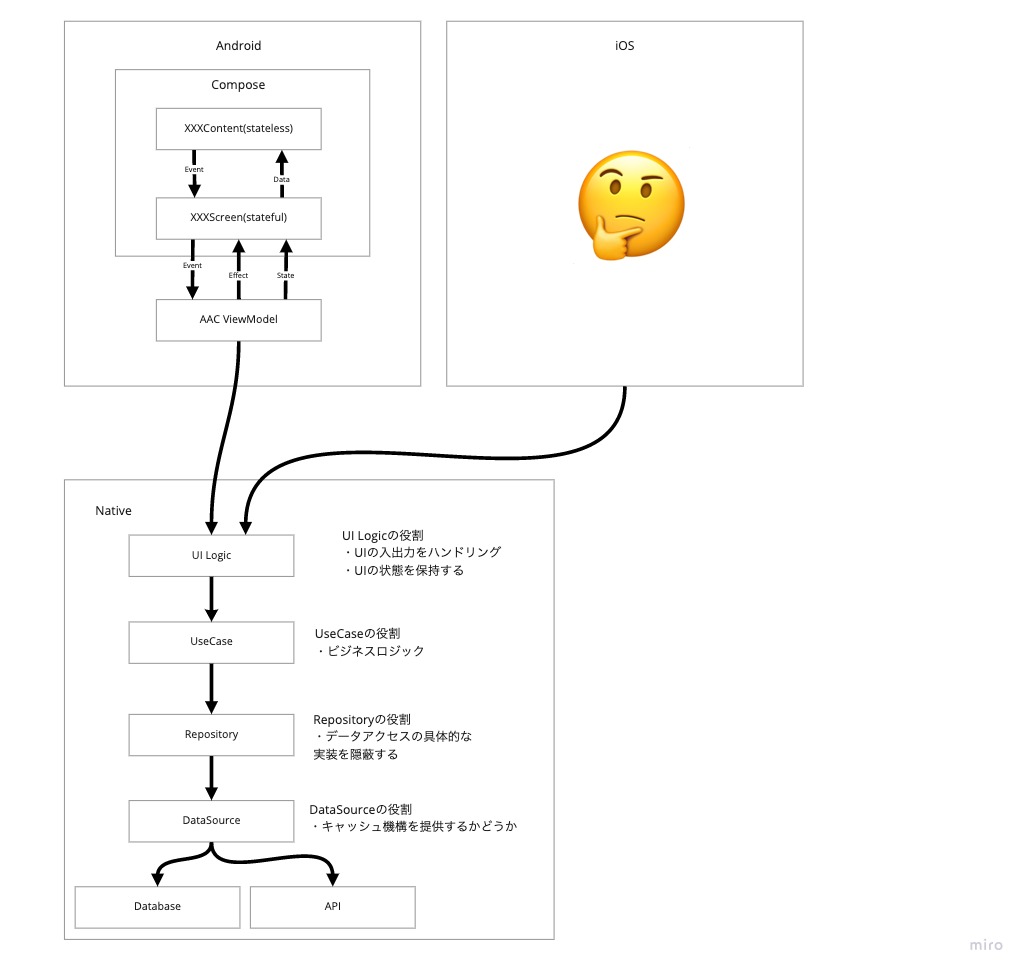 Android
Compose
XXXContent(stateless)
Event
Data
XXXScreen(stateful)
Event
Effect
State
AAC ViewModel
iOS
Native
UI Logic
UI Logicの役割
・UIの入出力をハンドリング
・UIの状態を保持する
UseCase
UseCaseの役割
・ビジネスロジック
Repository
Repositoryの役割
・データアクセスの具体的な
実装を隠蔽する
DataSource
DataSourceの役割
・キャッシュ機構を提供するかどうか
Database
API
miro